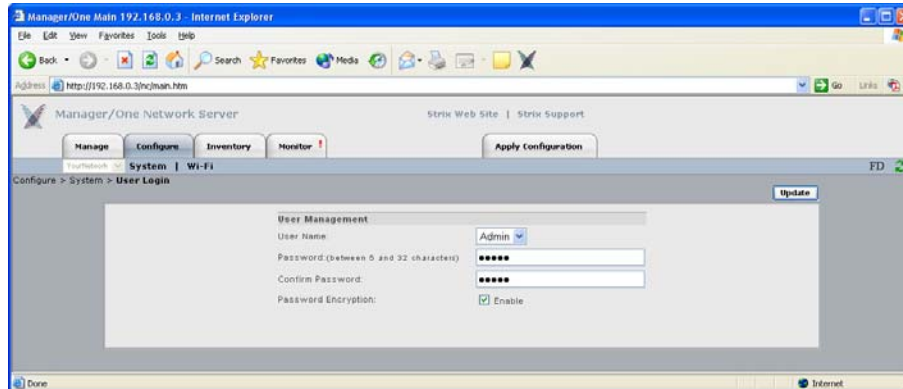 Manager/One Main 192.168.0.3 - Internet Explorer
File Edit View Favorites Tools Help
Back Search Favorites Media
Address http://192.168.0.3/nc/main.htm Go Links
Manager/One Network Server Strix Web Site | Strix Support
Manage Configure Inventory Monitor ! Apply Configuration
YourNetwork System | Wi-Fi FD
Configure > System > User Login
Update
User Management
User Name: Admin
Password:(between 5 and 32 characters) •••••
Confirm Password: •••••
Password Encryption: Enable
Done Internet